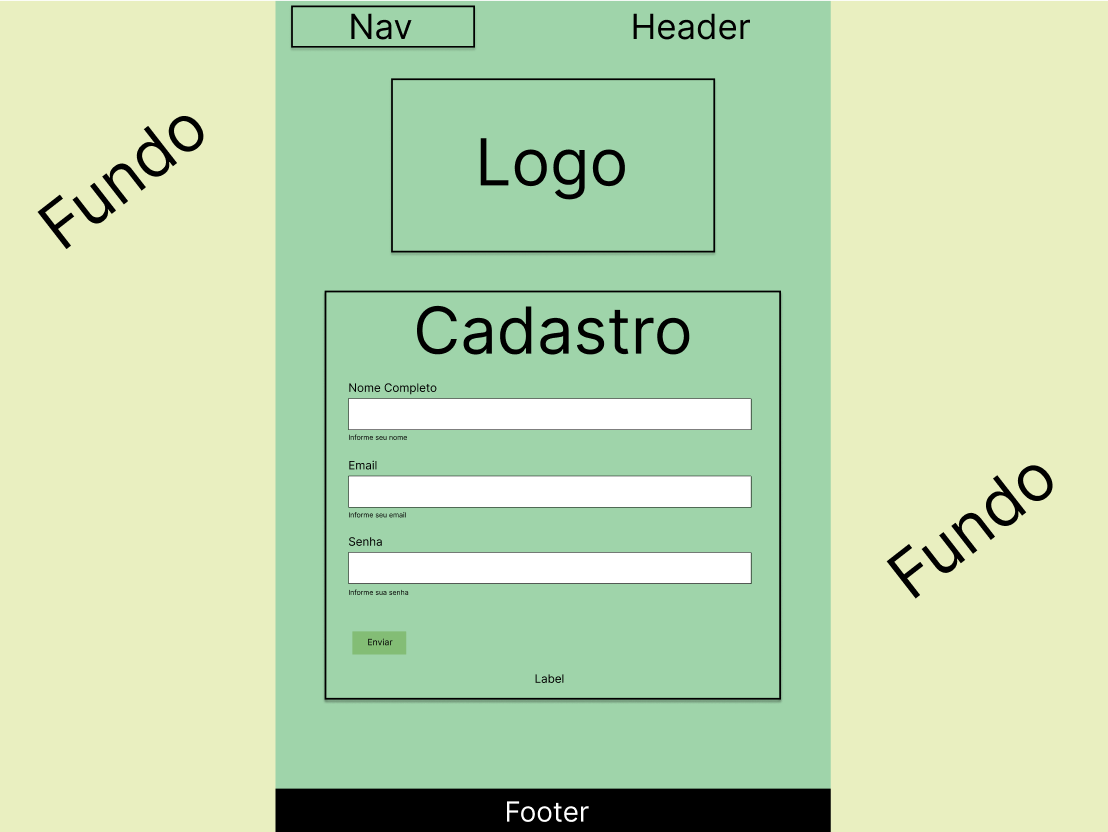 Nav
Header
Fundo
Logo
Cadastro
Nome Completo
Informe seu nome
Email
Informe seu email
Senha
Informe sua senha
Fundo
Enviar
Label
Footer